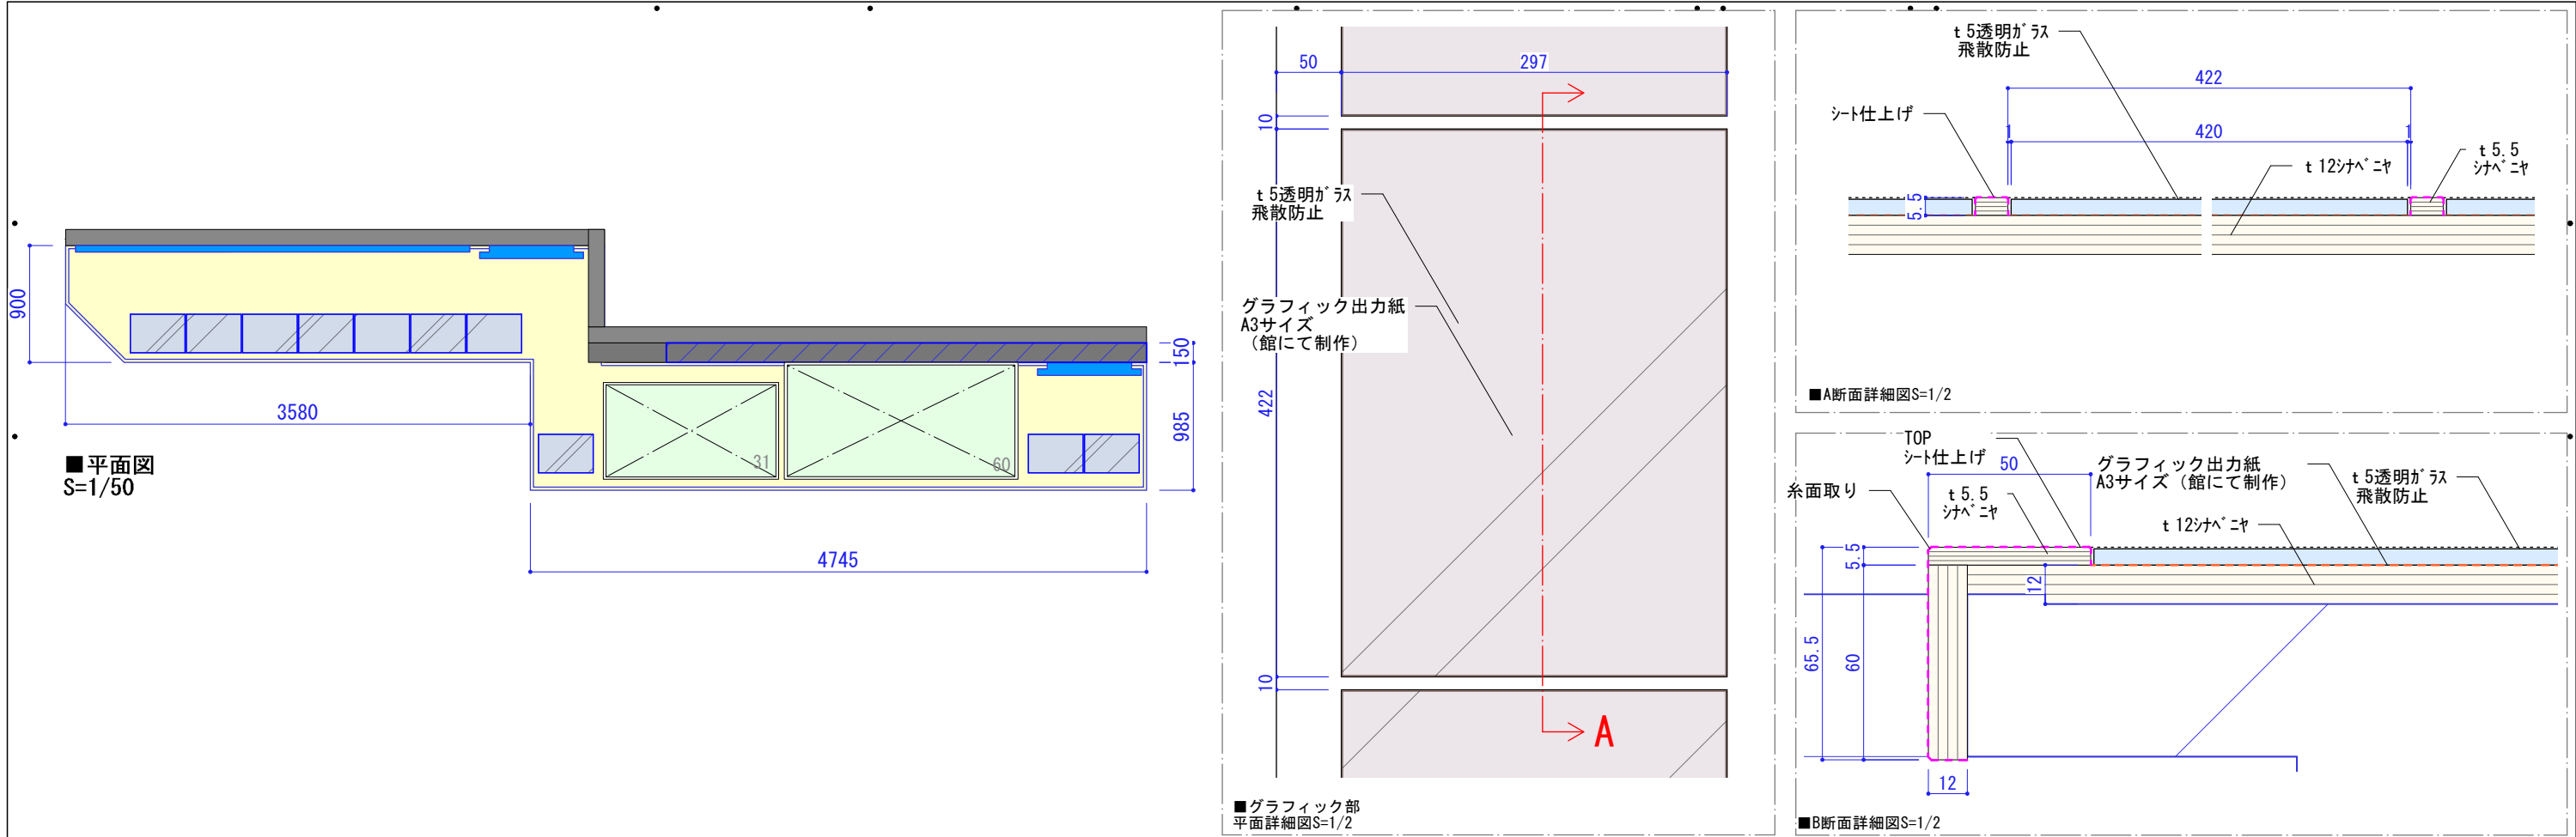 900
3580
■平面図
S=1/50
31
60
150
985
4745
50
297
10
t5透明ガラス
飛散防止
グラフィック出力紙
A3サイズ
（館にて制作）
422
10
A
■グラフィック部
平面詳細図S=1/2
t5透明ガラス
飛散防止
422
シート仕上げ
1
420
1
t12シナベニヤ
t5.5
シナベニヤ
5.5
■A断面詳細図S=1/2
TOP
シート仕上げ
50
グラフィック出力紙
A3サイズ（館にて制作）
t5透明ガラス
飛散防止
糸面取り
t5.5
シナベニヤ
t12シナベニヤ
5.5
12
65.5
60
12
■B断面詳細図S=1/2